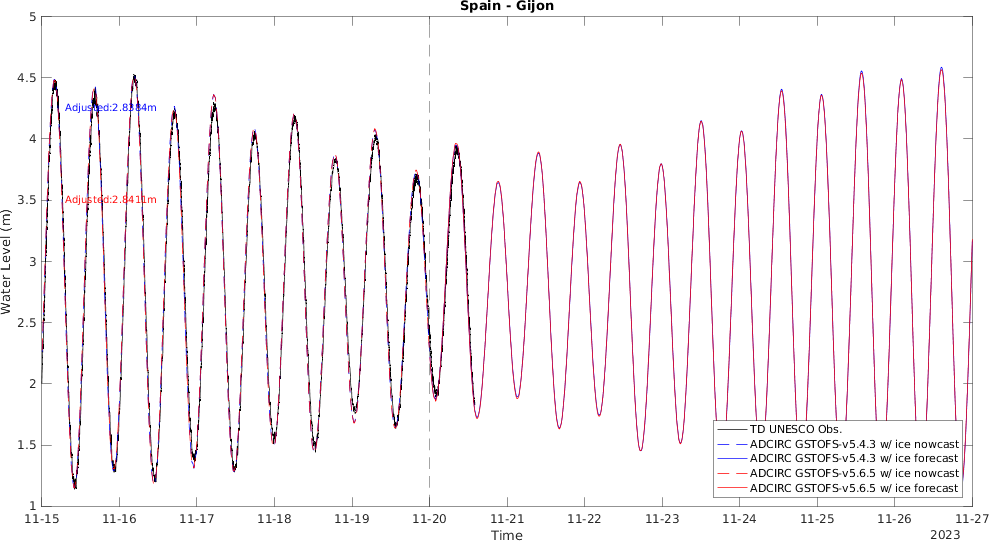 Spain - Gijon
5
4.5
4
3.5
3
2.5
2
1.5
1
Water Level (m)
Adjusted:2.8384m
Adjusted:2.8411m
TD UNESCO Obs.
ADCIRC GSTOFS-v5.4.3 w/ ice nowcast
ADCIRC GSTOFS-v5.4.3 w/ ice forecast
ADCIRC GSTOFS-v5.6.5 w/ ice nowcast
ADCIRC GSTOFS-v5.6.5 w/ ice forecast
11-15 11-16 11-17 11-18 11-19 11-20 11-21 11-22 11-23 11-24 11-25 11-26 11-27
Time
2023